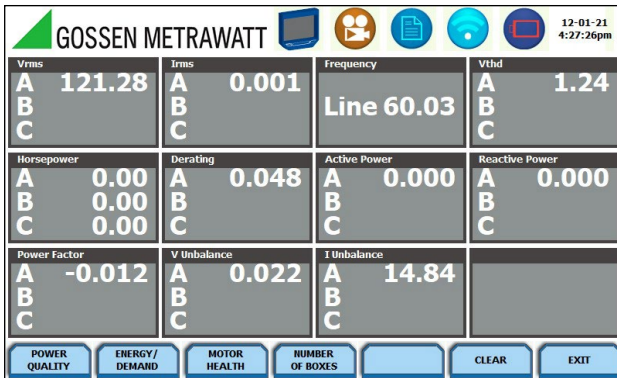 GOSSEN METRAWATT
12-01-21
4:27:26pm
Vrms
A 121.28
B
C
Irms
A 0.001
B
C
Frequency
Line 60.03
Vthd
A 1.24
B
C
Horsepower
A 0.00
B 0.00
C 0.00
Derating
A 0.048
B
C
Active Power
A 0.000
B
C
Reactive Power
A 0.000
B
C
Power Factor
A -0.012
B
C
V Unbalance
A 0.022
B
C
I Unbalance
A 14.84
B
C
POWER
QUALITY
ENERGY/
DEMAND
MOTOR
HEALTH
NUMBER
OF BOXES
CLEAR
EXIT